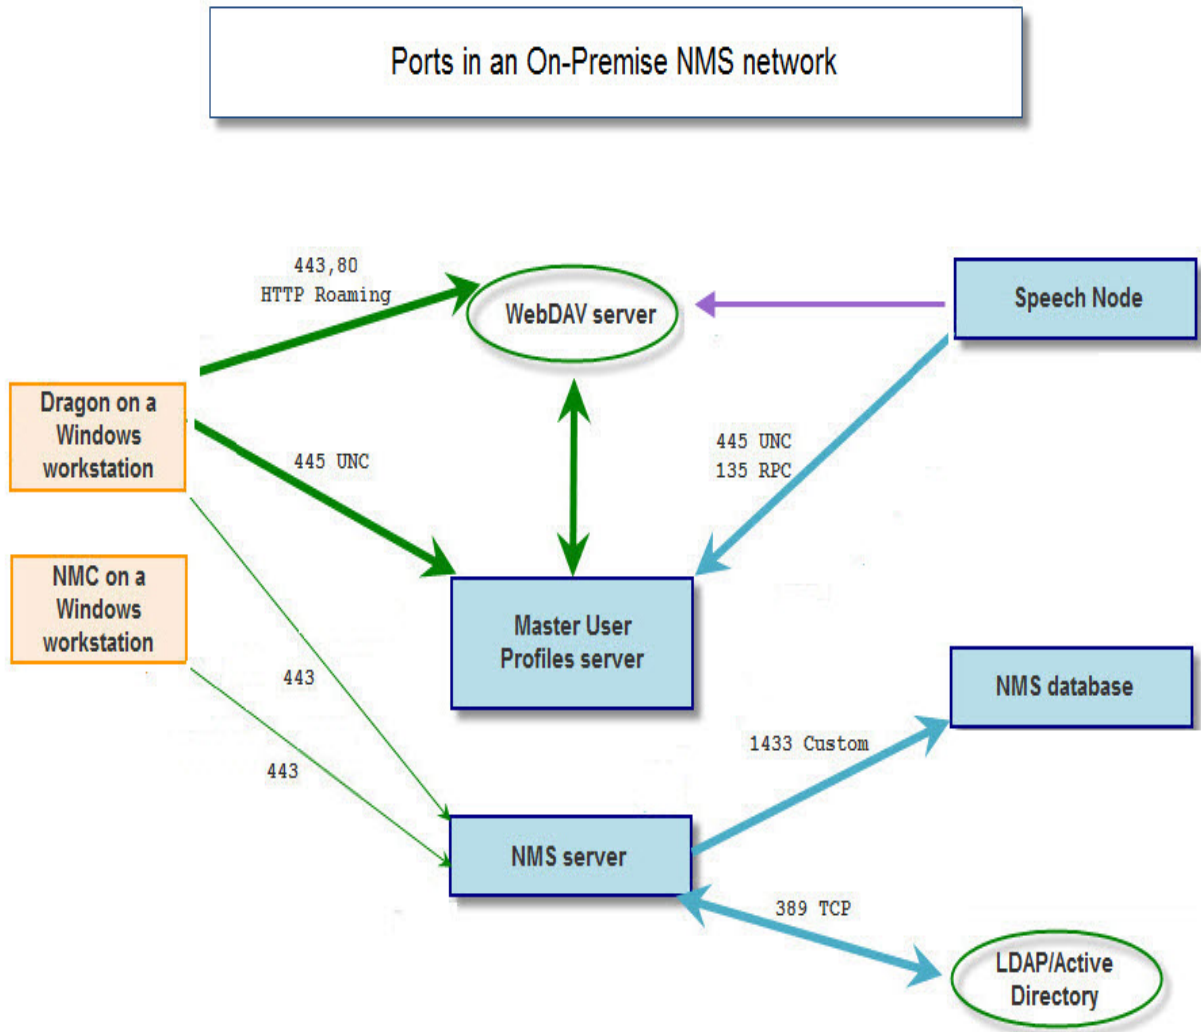 Ports in an On-Premise NMS network
443,80
HTTP Roaming
WebDAV server
Speech Node
Dragon on a
Windows
workstation
445 UNC
445 UNC
135 RPC
NMC on a
Windows
workstation
Master User
Profiles server
443
NMS database
443
1433 Custom
NMS server
389 TCP
LDAP/Active
Directory